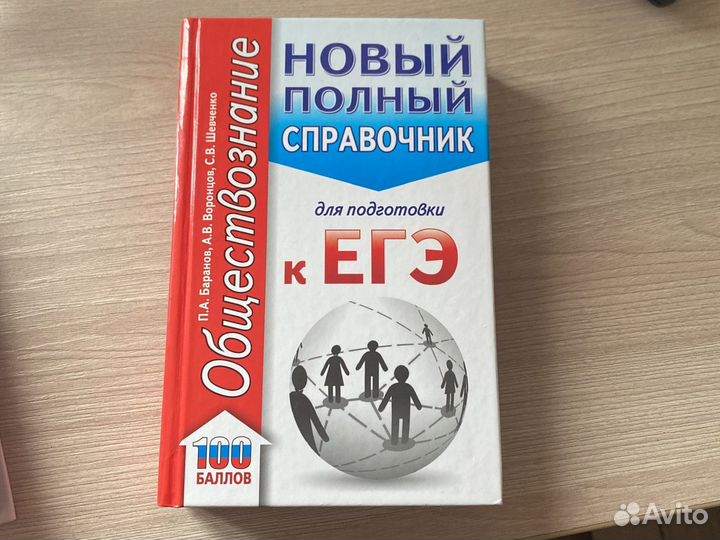 Обществознание
П.А. Баранов, А.В. Воронцов, С.В. Шевченко
НОВЫЙ
ПОЛНЫЙ
СПРАВОЧНИК
для подготовки
к ЕГЭ
100
БАЛЛОВ
Avito